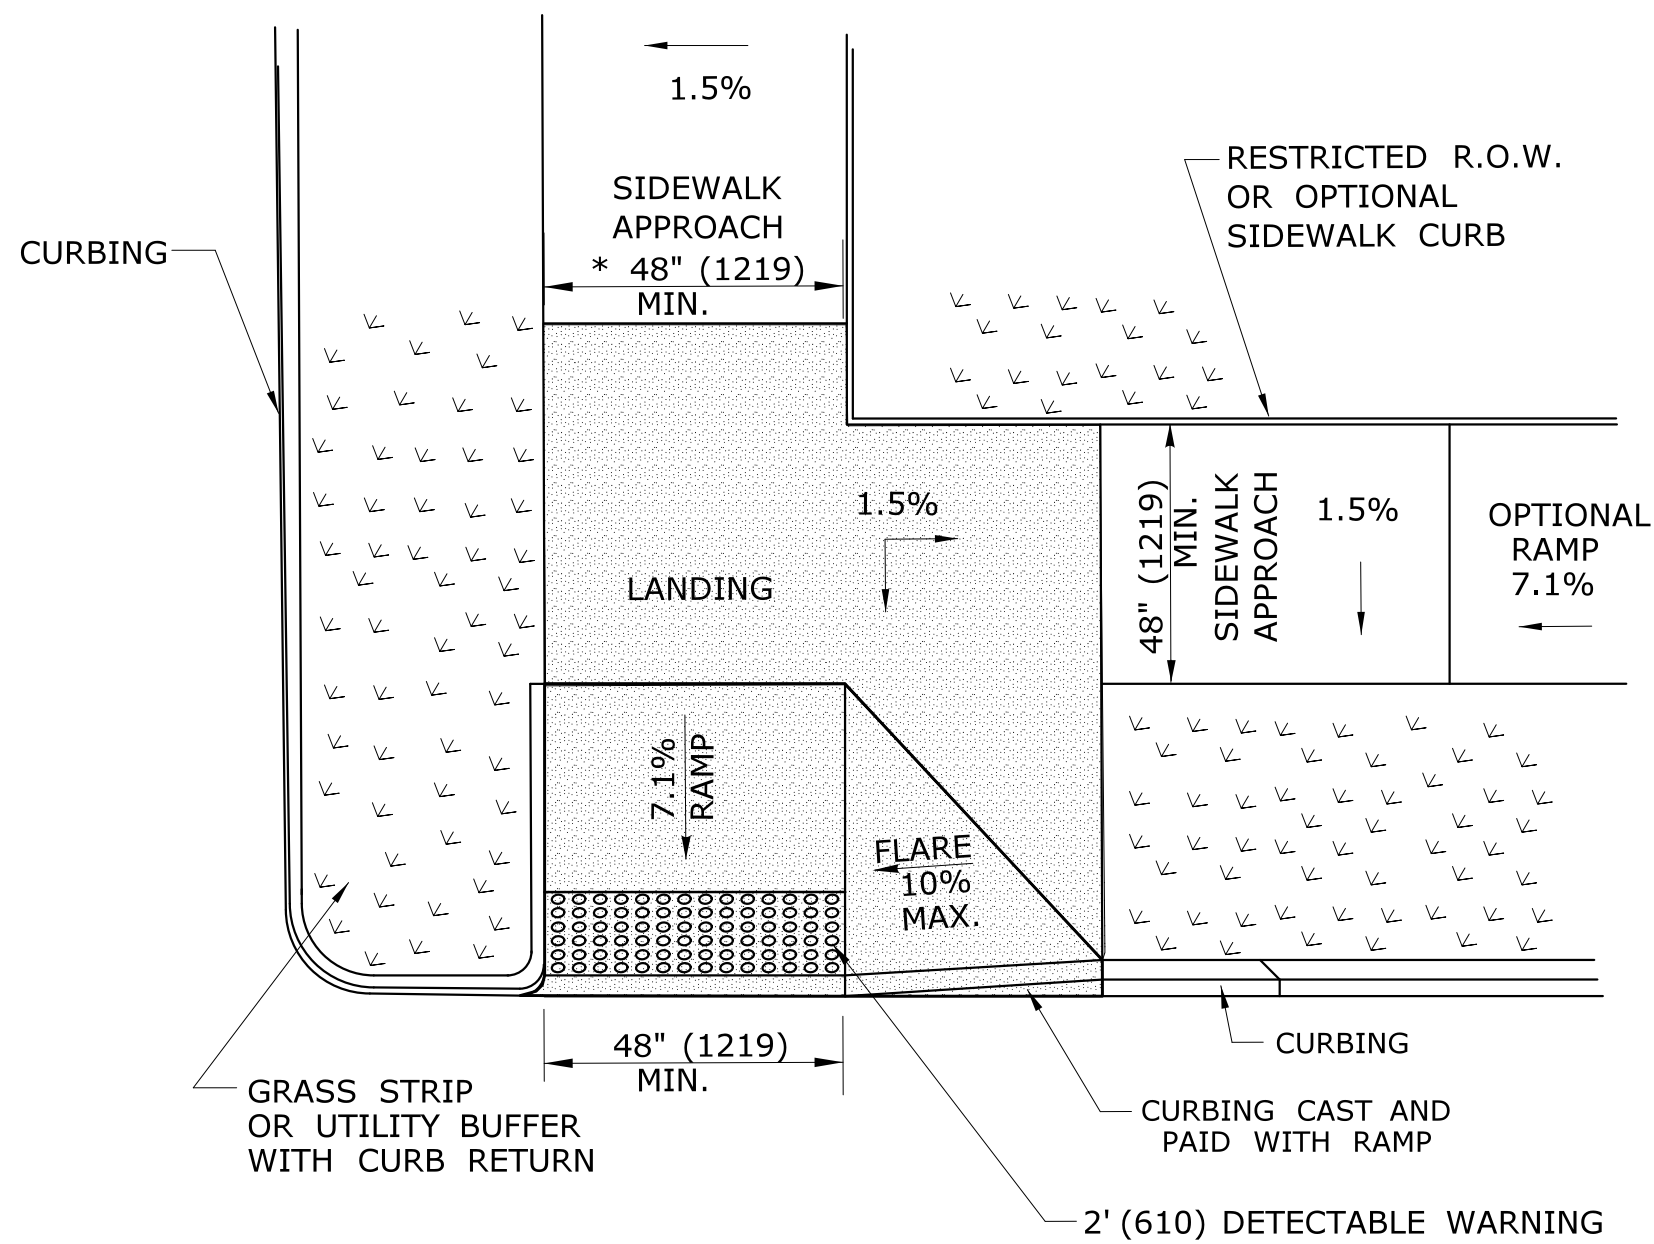 1.5%
SIDEWALK
APPROACH
* 48" (1219)
MIN.
RESTRICTED R.O.W.
OR OPTIONAL
SIDEWALK CURB
CURBING
1.5%
LANDING
48" (1219)
MIN.
SIDEWALK
APPROACH
1.5%
OPTIONAL
RAMP
7.1%
7.1%
RAMP
FLARE
10%
MAX.
48" (1219)
MIN.
CURBING
GRASS STRIP
OR UTILITY BUFFER
WITH CURB RETURN
CURBING CAST AND
PAID WITH RAMP
2' (610) DETECTABLE WARNING